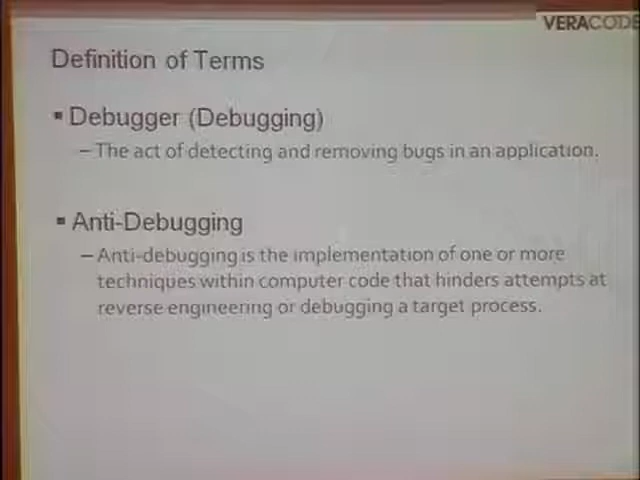 VERACODE
Definition of Terms
▪ Debugger (Debugging)
– The act of detecting and removing bugs in an application.
▪ Anti-Debugging
– Anti-debugging is the implementation of one or more
techniques within computer code that hinders attempts at
reverse engineering or debugging a target process.